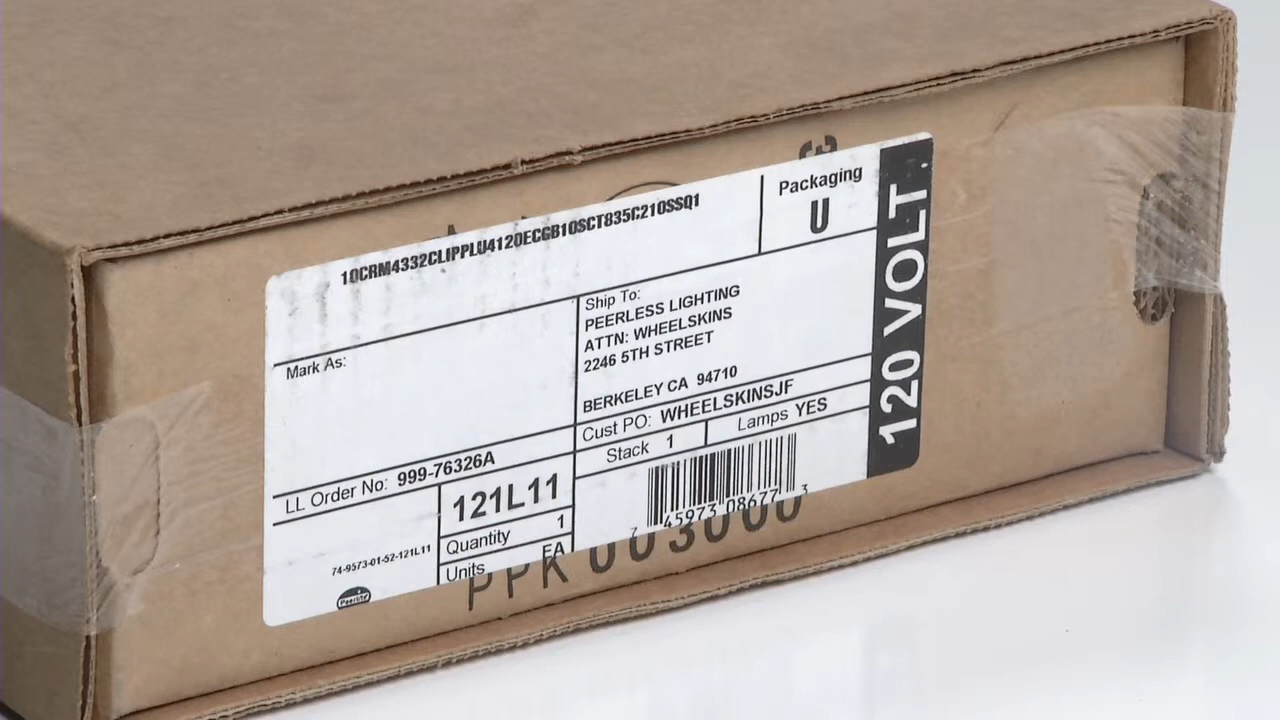 10CRM4332CLIPPLU4120ECGB10SCT835C210SSQ1
Packaging
U
120 VOLT
Mark As:
Ship To:
PEERLESS LIGHTING
ATTN: WHEELSKINS
2246 5TH STREET
BERKELEY CA 94710
Cust PO: WHEELSKINSJF
Stack 1
Lamps YES
LL Order No: 999-76326A
121L11
Quantity 1
Units EA
74-9573-01-52-121L11
Peerless
7 45973 08677 3
PPK 003000